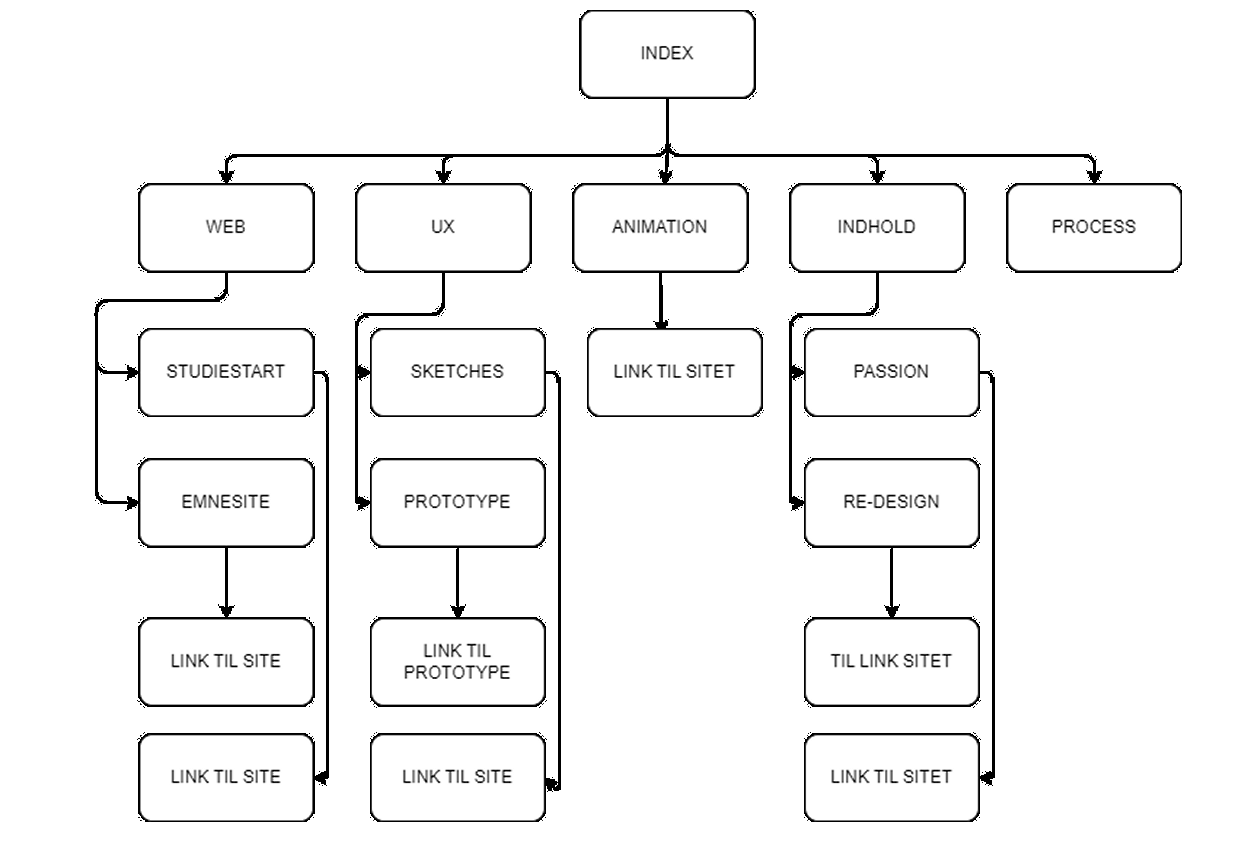 INDEX
WEB
UX
ANIMATION
INDHOLD
PROCESS
STUDIESTART
SKETCHES
LINK TIL SITET
PASSION
EMNESITE
PROTOTYPE
RE-DESIGN
LINK TIL SITE
LINK TIL
PROTOTYPE
TIL LINK SITET
LINK TIL SITE
LINK TIL SITE
LINK TIL SITET